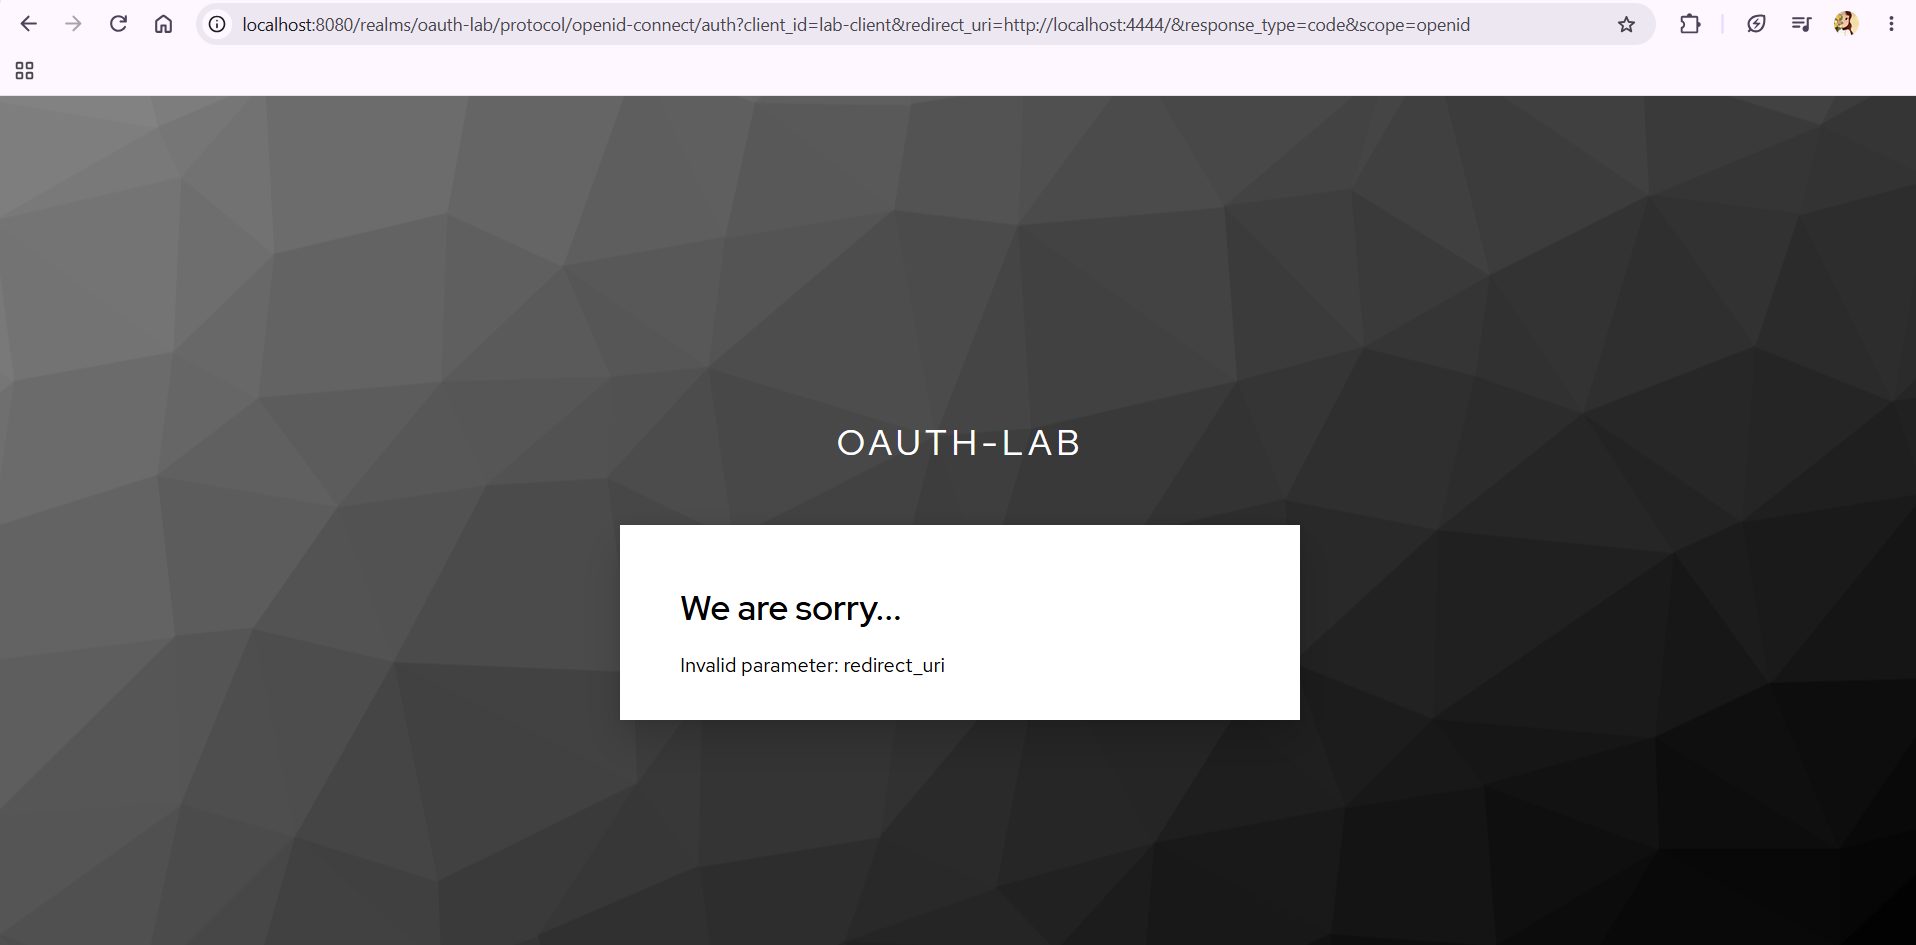 localhost:8080/realms/oauth-lab/protocol/openid-connect/auth?client_id=lab-client&redirect_uri=http://localhost:4444/&response_type=code&scope=openid
OAUTH-LAB
We are sorry...
Invalid parameter: redirect_uri